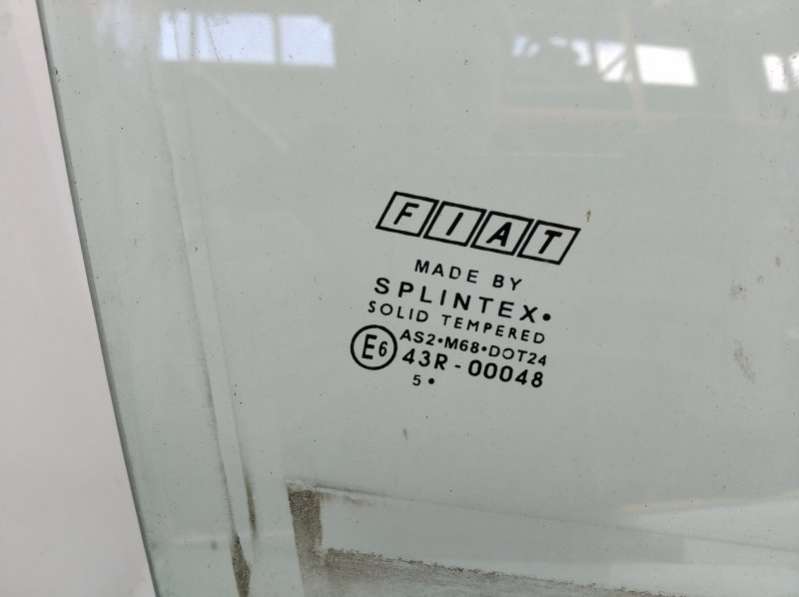 FIAT
MADE BY
SPLINTEX•
SOLID TEMPERED
AS2•M68•DOT24
E6 43R-00048
5•